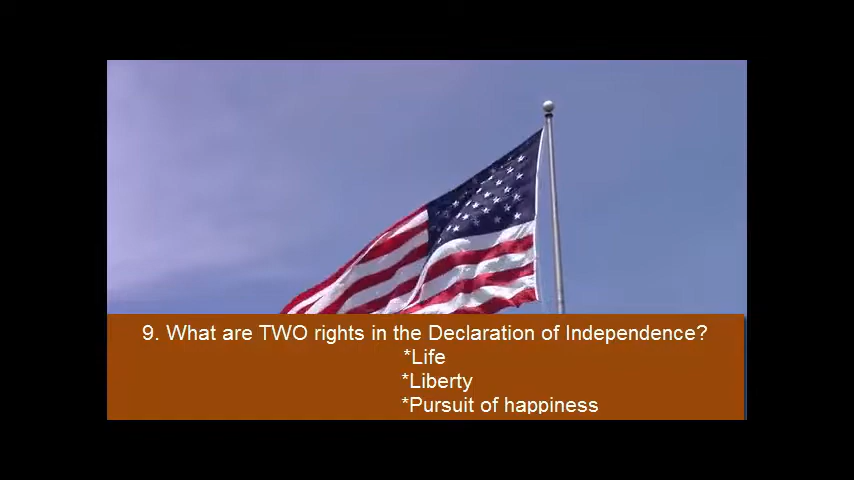 9. What are TWO rights in the Declaration of Independence?
*Life
*Liberty
*Pursuit of happiness